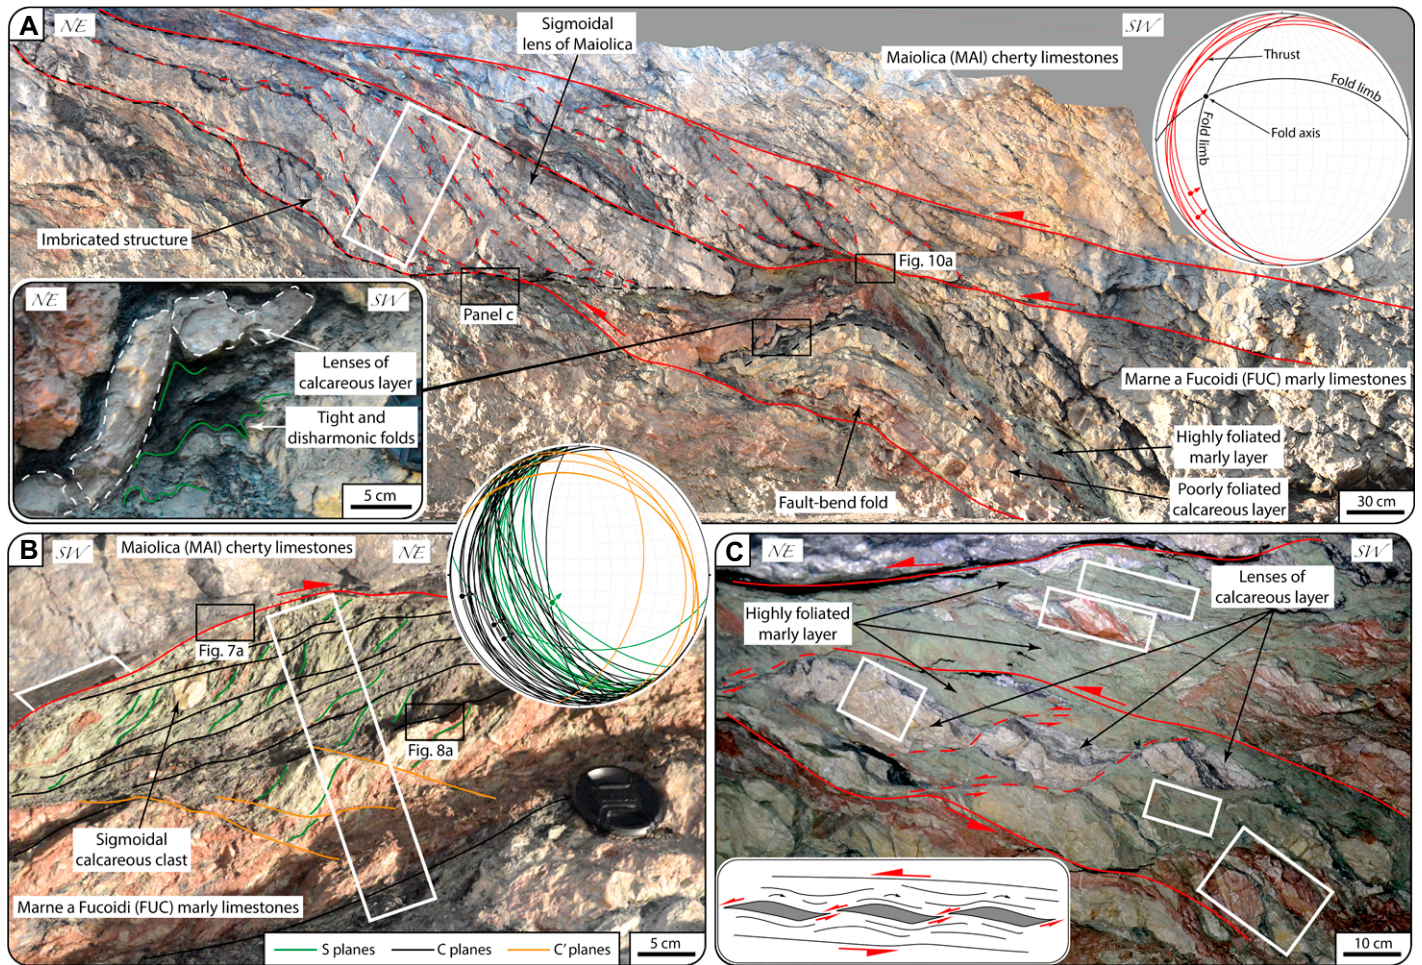 A
NE
SW
Sigmoidal
lens of Maiolica
Maiolica (MAI) cherty limestones
Thrust
Fold limb
Fold axis
Fold limb
Imbricated structure
Fig. 10a
Panel c
NE
SW
Lenses of
calcareous layer
Tight and
disharmonic folds
5 cm
Marne a Fucoidi (FUC) marly limestones
Highly foliated
marly layer
Poorly foliated
calcareous layer
Fault-bend fold
30 cm
B
SW
Maiolica (MAI) cherty limestones
NE
Fig. 7a
Fig. 8a
Sigmoidal
calcareous clast
Marne a Fucoidi (FUC) marly limestones
S planes
C planes
C' planes
5 cm
C
NE
SW
Highly foliated
marly layer
Lenses of
calcareous layer
10 cm